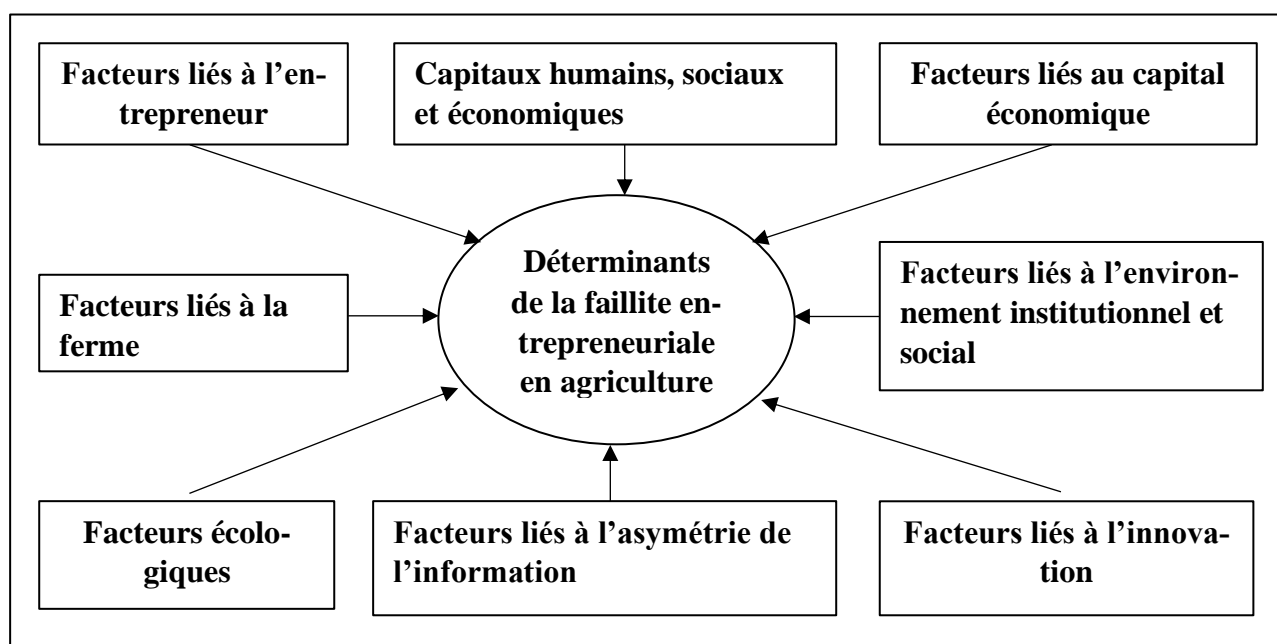 Facteurs liés à l’en-
trepreneur
Capitaux humains, sociaux
et économiques
Facteurs liés au capital
économique
Facteurs liés à la
ferme
Déterminants
de la faillite en-
trepreneuriale
en agriculture
Facteurs liés à l’environ-
nement institutionnel et
social
Facteurs écolo-
giques
Facteurs liés à l’asymétrie de
l’information
Facteurs liés à l’innova-
tion